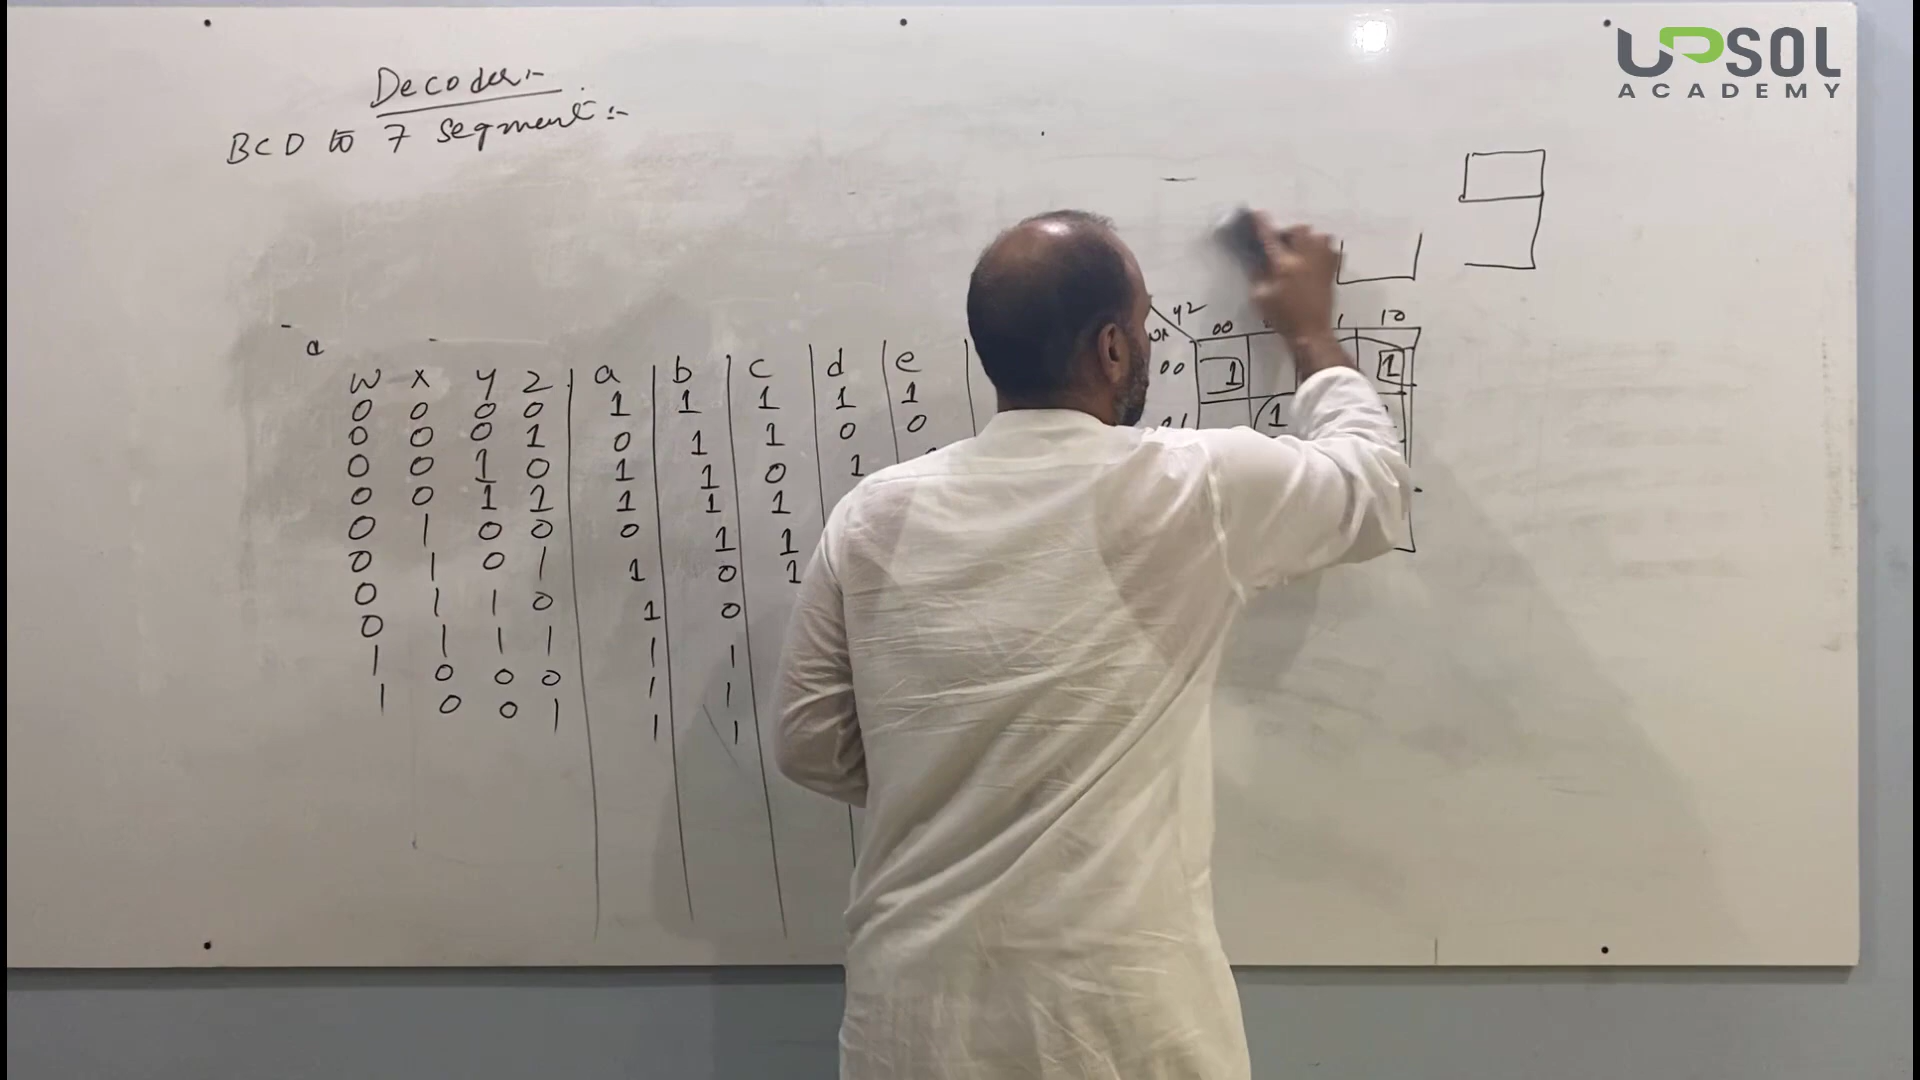 UPSOL
ACADEMY
Decoder:-
BCD to 7 segment:-
a
w x y z a b c d e
0 0 0 0 1 1 1 1 1
0 0 0 1 0 1 1 0 0
0 0 1 0 1 1 0 1
0 0 1 1 1 1 1
0 1 0 0 0 1 1
0 1 0 1 1 0 1
0 1 1 0 1 0
0 1 1 1 1 1
1 0 0 0 1 1
1 0 0 1 1 1
yz
wx 00 10
00 1 1
01 1